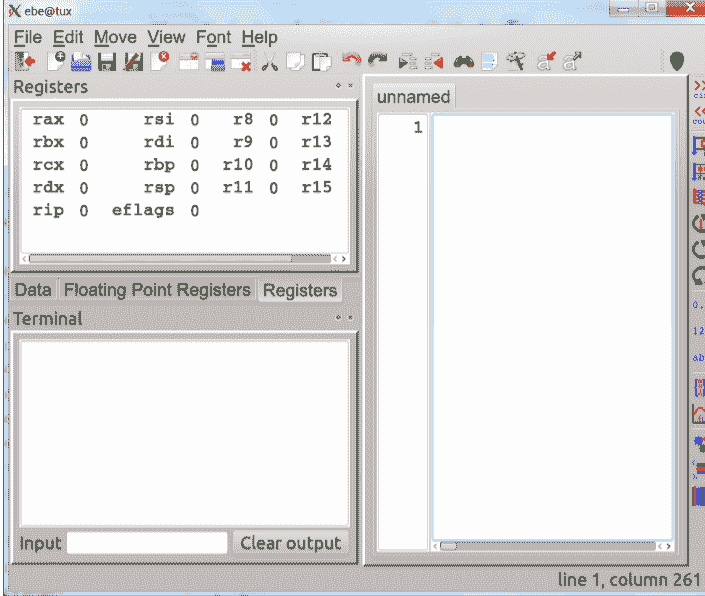 ebe@tux
File Edit Move View Font Help
Registers
rax 0 rsi 0 r8 0 r12
rbx 0 rdi 0 r9 0 r13
rcx 0 rbp 0 r10 0 r14
rdx 0 rsp 0 r11 0 r15
rip 0 eflags 0
Data Floating Point Registers Registers
Terminal
Input Clear output
unnamed
1
line 1, column 261